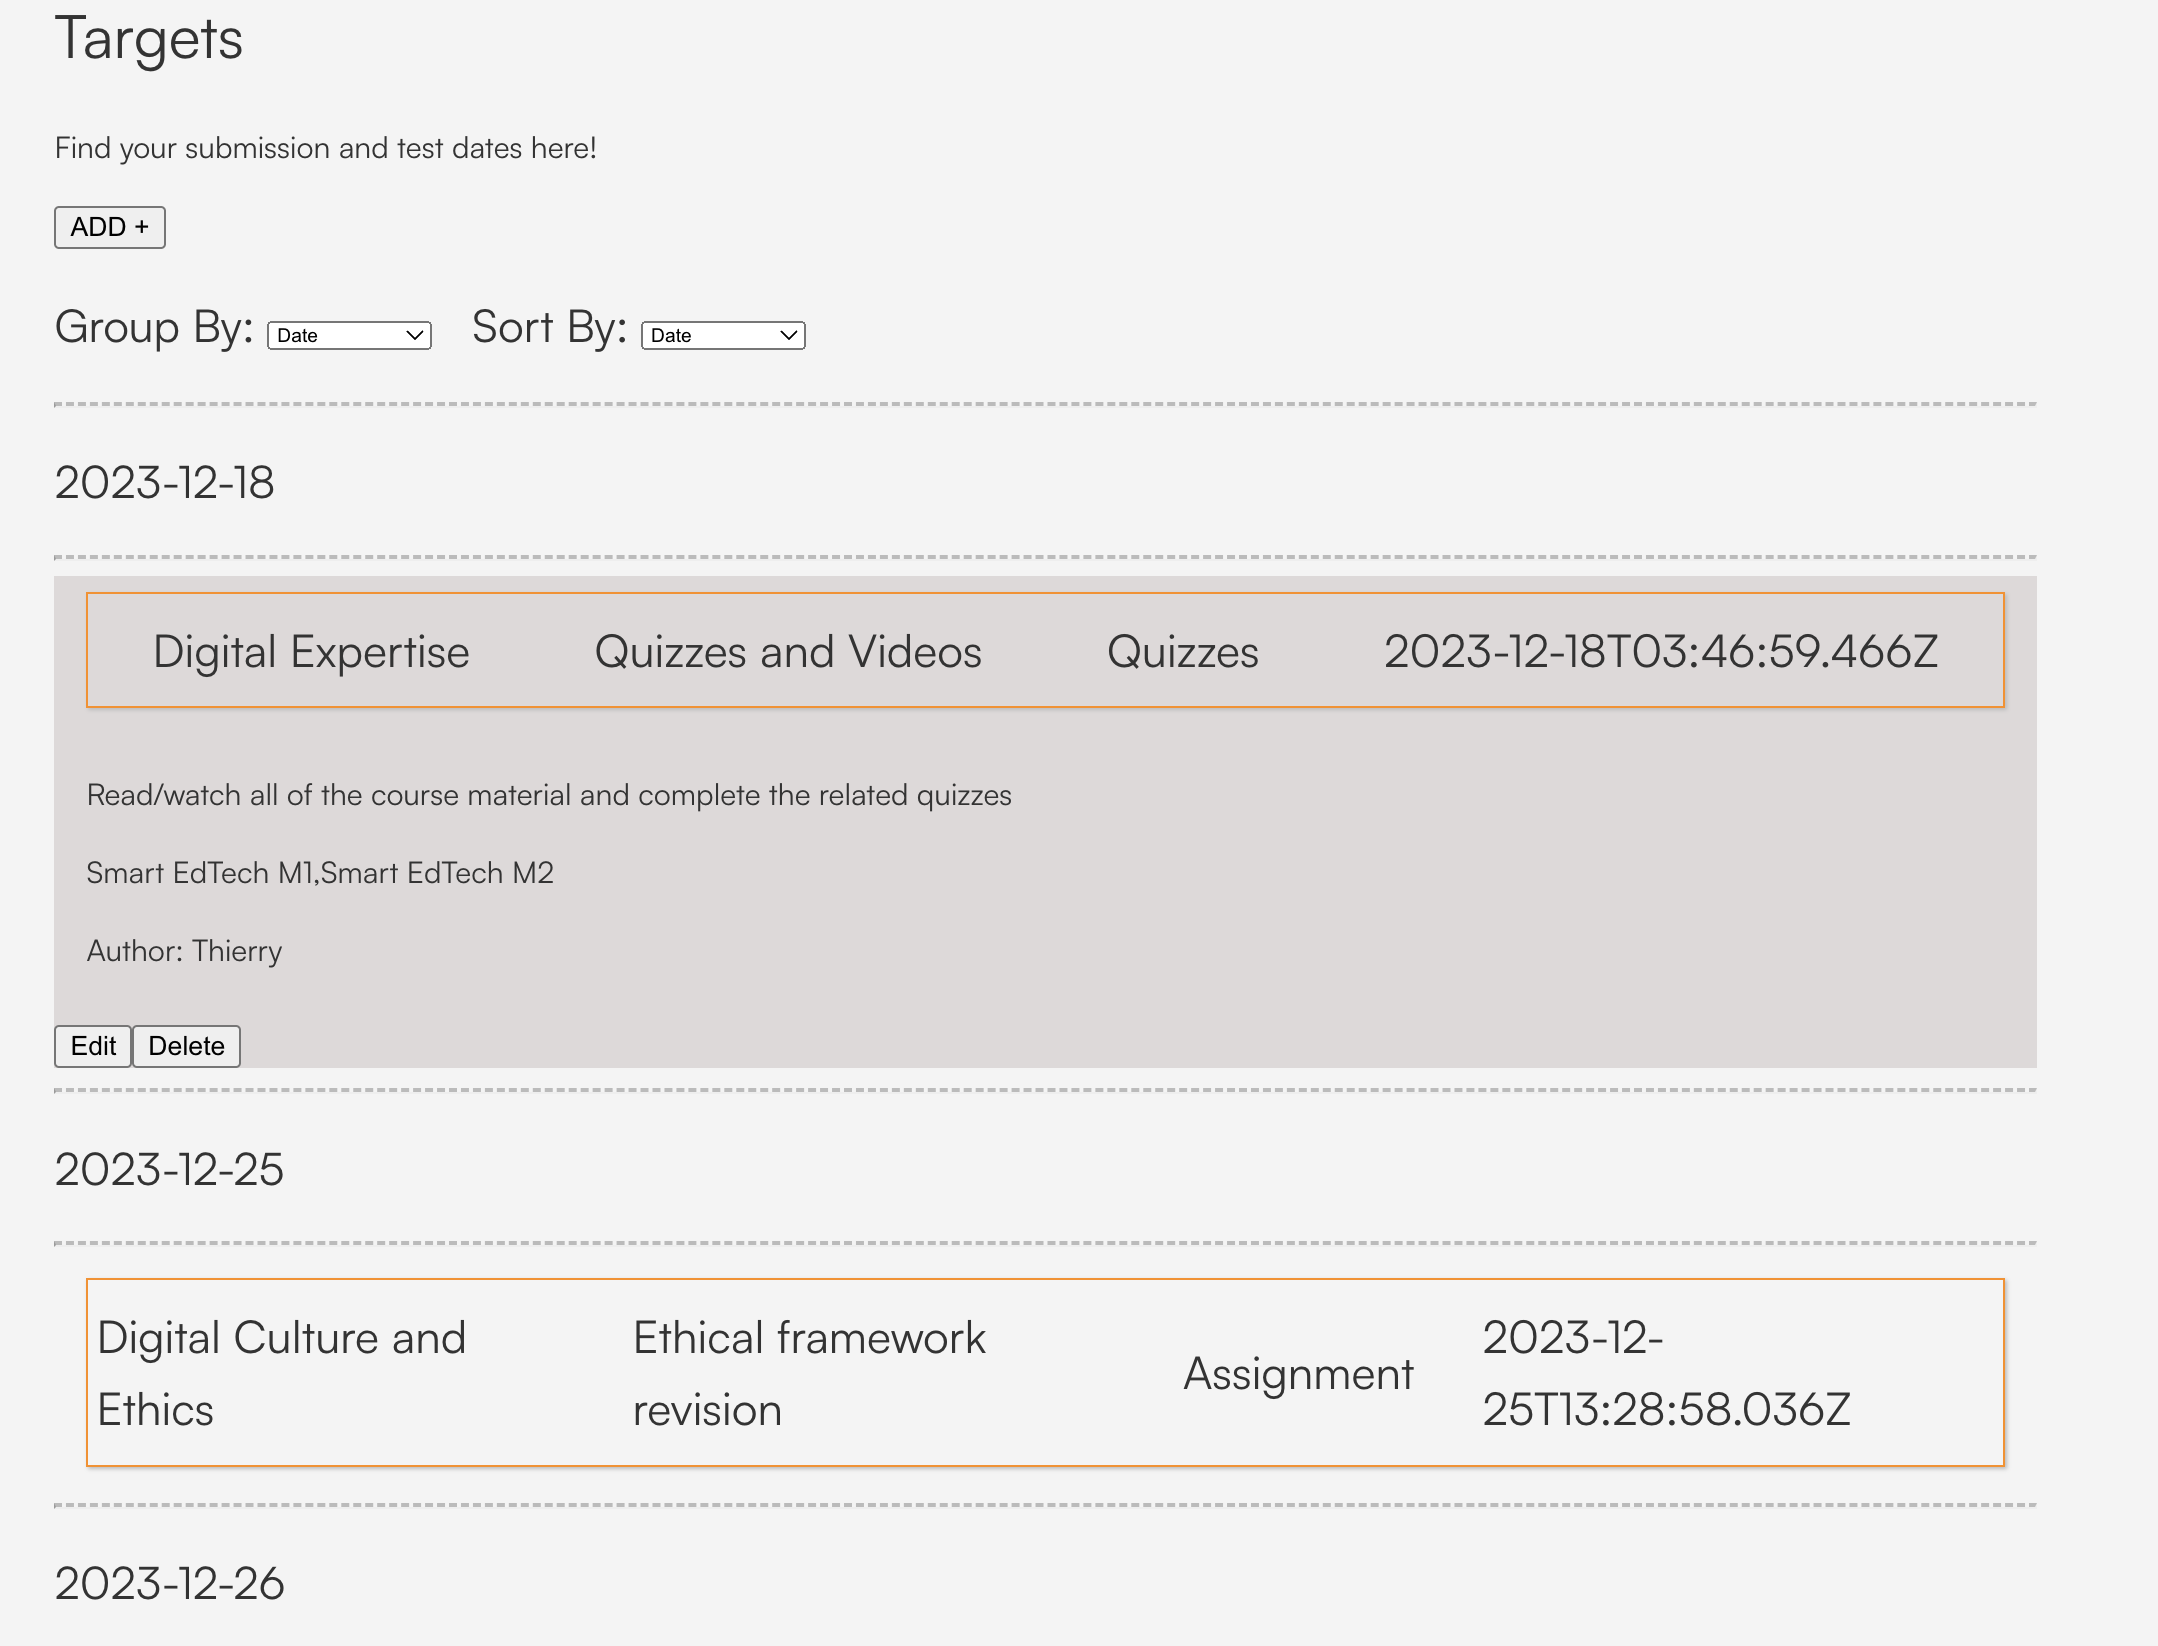 Targets
Find your submission and test dates here!
ADD +
Group By: Date Sort By: Date
2023-12-18
Digital Expertise Quizzes and Videos Quizzes 2023-12-18T03:46:59.466Z
Read/watch all of the course material and complete the related quizzes
Smart EdTech M1,Smart EdTech M2
Author: Thierry
Edit Delete
2023-12-25
Digital Culture and
Ethics
Ethical framework
revision
Assignment
2023-12-
25T13:28:58.036Z
2023-12-26